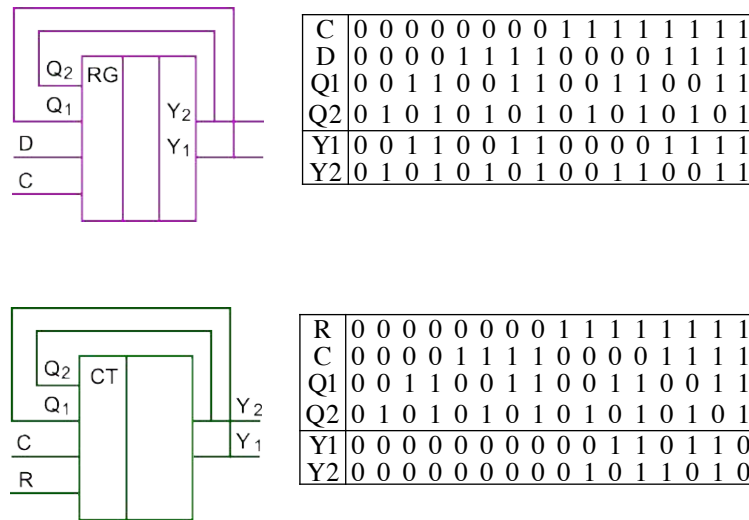 Q2 RG
Q1 Y2
D Y1
C
C 0 0 0 0 0 0 0 0 1 1 1 1 1 1 1 1
D 0 0 0 0 1 1 1 1 0 0 0 0 1 1 1 1
Q1 0 0 1 1 0 0 1 1 0 0 1 1 0 0 1 1
Q2 0 1 0 1 0 1 0 1 0 1 0 1 0 1 0 1
Y1 0 0 1 1 0 0 1 1 0 0 0 0 1 1 1 1
Y2 0 1 0 1 0 1 0 1 0 0 1 1 0 0 1 1
Q2 CT
Q1 Y2
C Y1
R
R 0 0 0 0 0 0 0 0 1 1 1 1 1 1 1 1
C 0 0 0 0 1 1 1 1 0 0 0 0 1 1 1 1
Q1 0 0 1 1 0 0 1 1 0 0 1 1 0 0 1 1
Q2 0 1 0 1 0 1 0 1 0 1 0 1 0 1 0 1
Y1 0 0 0 0 0 0 0 0 0 0 1 1 0 1 1 0
Y2 0 0 0 0 0 0 0 0 0 1 0 1 1 0 1 0